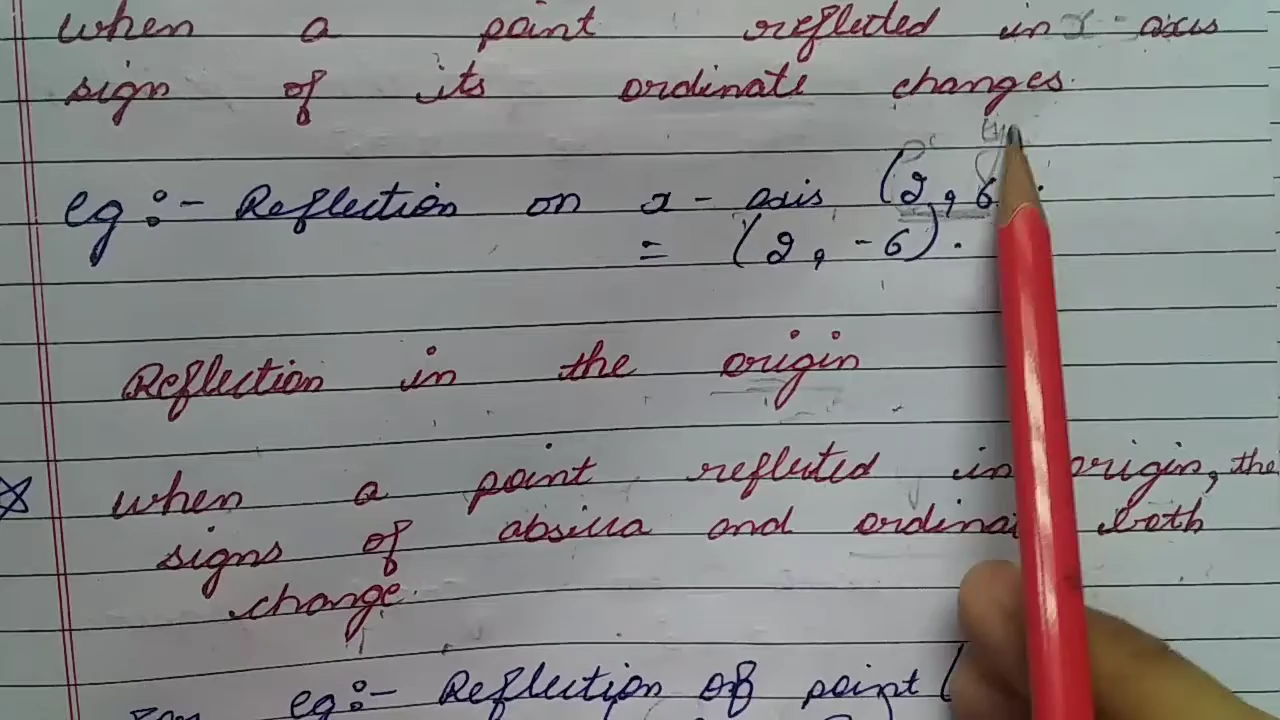 when a point reflected in x-axis
sign of its ordinate changes.
eg:- Reflection on x-axis (2, 6
= (2, -6).
Reflection in the origin
when a point reflected in origin, the
signs of absicca and ordina both
change.
eg:- Reflection of point (